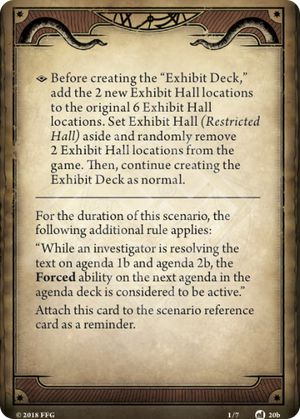 Before creating the “Exhibit Deck,”
add the 2 new Exhibit Hall locations
to the original 6 Exhibit Hall
locations. Set Exhibit Hall (Restricted
Hall) aside and randomly remove
2 Exhibit Hall locations from the
game. Then, continue creating the
Exhibit Deck as normal.
For the duration of this scenario, the
following additional rule applies:
“While an investigator is resolving the
text on agenda 1b and agenda 2b, the
Forced ability on the next agenda in the
agenda deck is considered to be active.”
Attach this card to the scenario reference
card as a reminder.
© 2018 FFG 1/7 20b